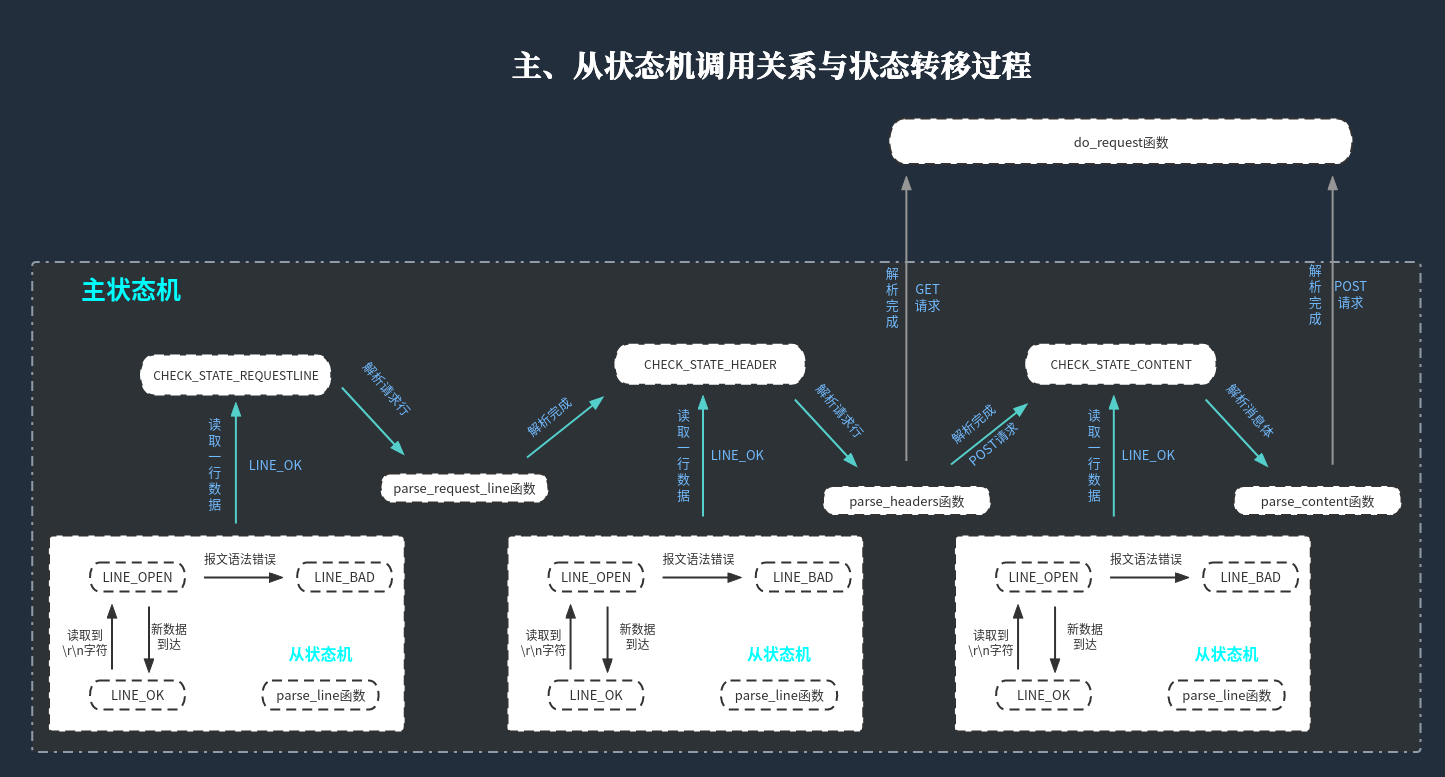 主、从状态机调用关系与状态转移过程
do_request函数
主状态机
解析完成
GET
请求
解析完成
POST
请求
CHECK_STATE_REQUESTLINE
CHECK_STATE_HEADER
CHECK_STATE_CONTENT
读取一行数据
LINE_OK
解析请求行
parse_request_line函数
解析完成
读取一行数据
LINE_OK
解析请求行
parse_headers函数
解析完成
POST请求
读取一行数据
LINE_OK
解析消息体
parse_content函数
LINE_OPEN
报文语法错误
LINE_BAD
读取到
\r\n字符
新数据
到达
从状态机
LINE_OK
parse_line函数
LINE_OPEN
报文语法错误
LINE_BAD
读取到
\r\n字符
新数据
到达
从状态机
LINE_OK
parse_line函数
LINE_OPEN
报文语法错误
LINE_BAD
读取到
\r\n字符
新数据
到达
从状态机
LINE_OK
parse_line函数